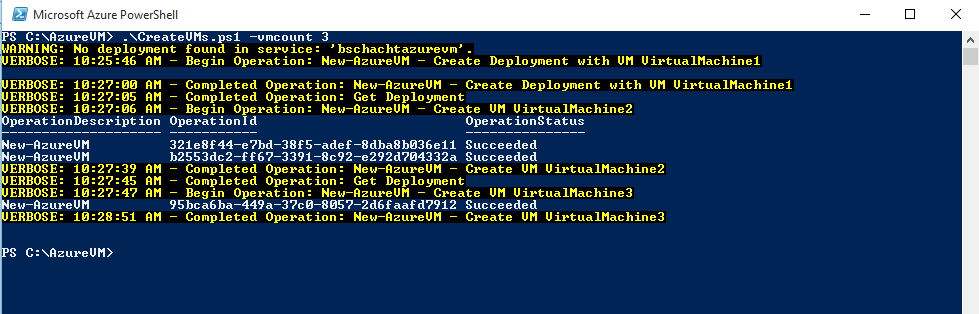 Microsoft Azure PowerShell
PS C:\AzureVM> .\CreateVMs.ps1 -vmcount 3
WARNING: No deployment found in service: 'bschachtazurevm'.
VERBOSE: 10:25:46 AM - Begin Operation: New-AzureVM - Create Deployment with VM VirtualMachine1
VERBOSE: 10:27:00 AM - Completed Operation: New-AzureVM - Create Deployment with VM VirtualMachine1
VERBOSE: 10:27:05 AM - Completed Operation: Get Deployment
VERBOSE: 10:27:06 AM - Begin Operation: New-AzureVM - Create VM VirtualMachine2
OperationDescription OperationId OperationStatus
-------------------- ----------- ---------------
New-AzureVM 321e8f44-e7bd-38f5-adef-8dba8b036e11 Succeeded
New-AzureVM b2553dc2-ff67-3391-8c92-e292d704332a Succeeded
VERBOSE: 10:27:39 AM - Completed Operation: New-AzureVM - Create VM VirtualMachine2
VERBOSE: 10:27:45 AM - Completed Operation: Get Deployment
VERBOSE: 10:27:47 AM - Begin Operation: New-AzureVM - Create VM VirtualMachine3
New-AzureVM 95bca6ba-449a-37c0-8057-2d6faafd7912 Succeeded
VERBOSE: 10:28:51 AM - Completed Operation: New-AzureVM - Create VM VirtualMachine3
PS C:\AzureVM>